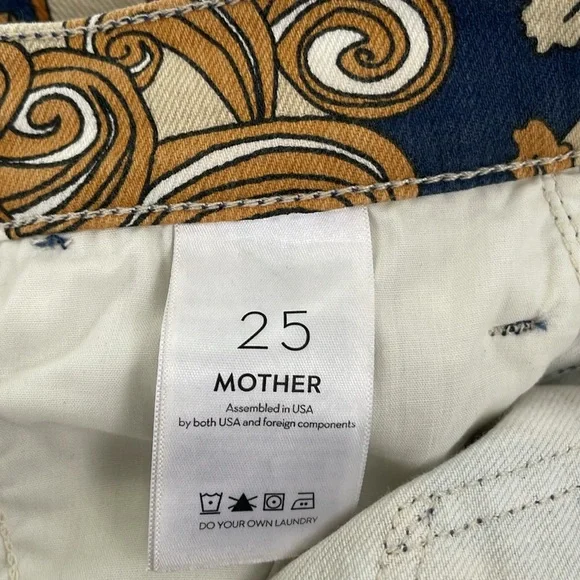 25
MOTHER
Assembled in USA
by both USA and foreign components
DO YOUR OWN LAUNDRY